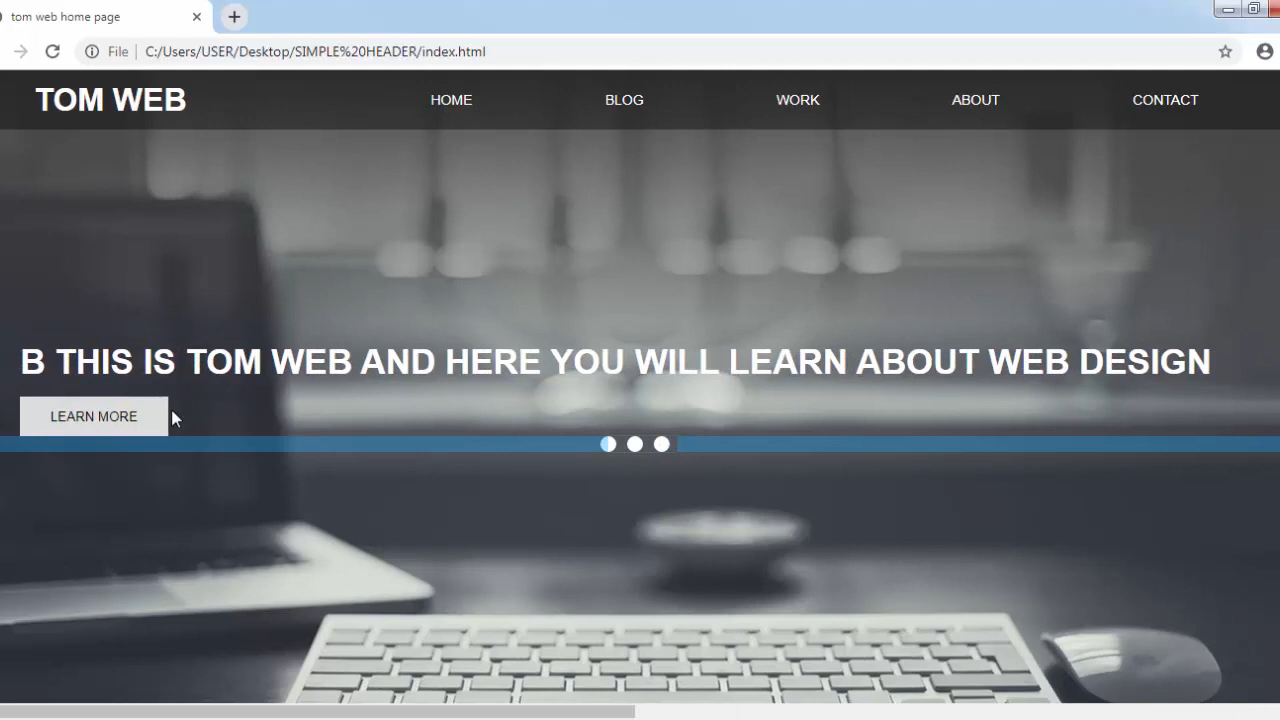 tom web home page
File C:/Users/USER/Desktop/SIMPLE%20HEADER/index.html
TOM WEB HOME BLOG WORK ABOUT CONTACT
B THIS IS TOM WEB AND HERE YOU WILL LEARN ABOUT WEB DESIGN
LEARN MORE